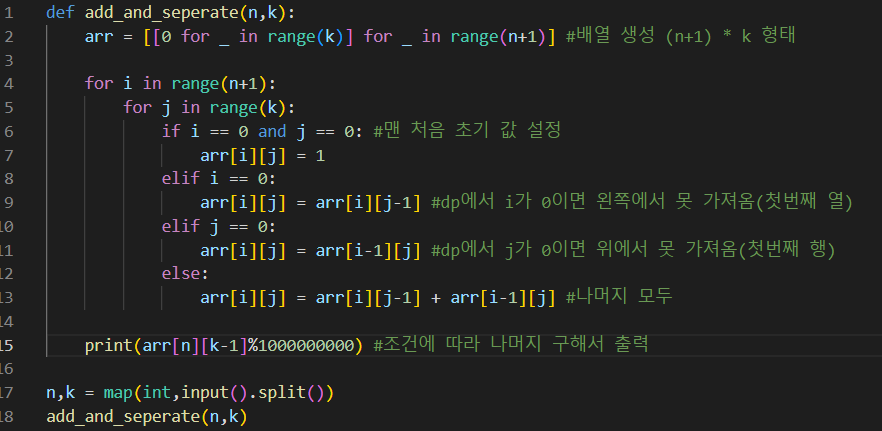 1 def add_and_seperate(n,k):
2 arr = [[0 for _ in range(k)] for _ in range(n+1)] #배열 생성 (n+1) * k 형태
3
4 for i in range(n+1):
5 for j in range(k):
6 if i == 0 and j == 0: #맨 처음 초기 값 설정
7 arr[i][j] = 1
8 elif i == 0:
9 arr[i][j] = arr[i][j-1] #dp에서 i가 0이면 왼쪽에서 못 가져옴(첫번째 열)
10 elif j == 0:
11 arr[i][j] = arr[i-1][j] #dp에서 j가 0이면 위에서 못 가져옴(첫번째 행)
12 else:
13 arr[i][j] = arr[i][j-1] + arr[i-1][j] #나머지 모두
14
15 print(arr[n][k-1]%1000000000) #조건에 따라 나머지 구해서 출력
16
17 n,k = map(int,input().split())
18 add_and_seperate(n,k)